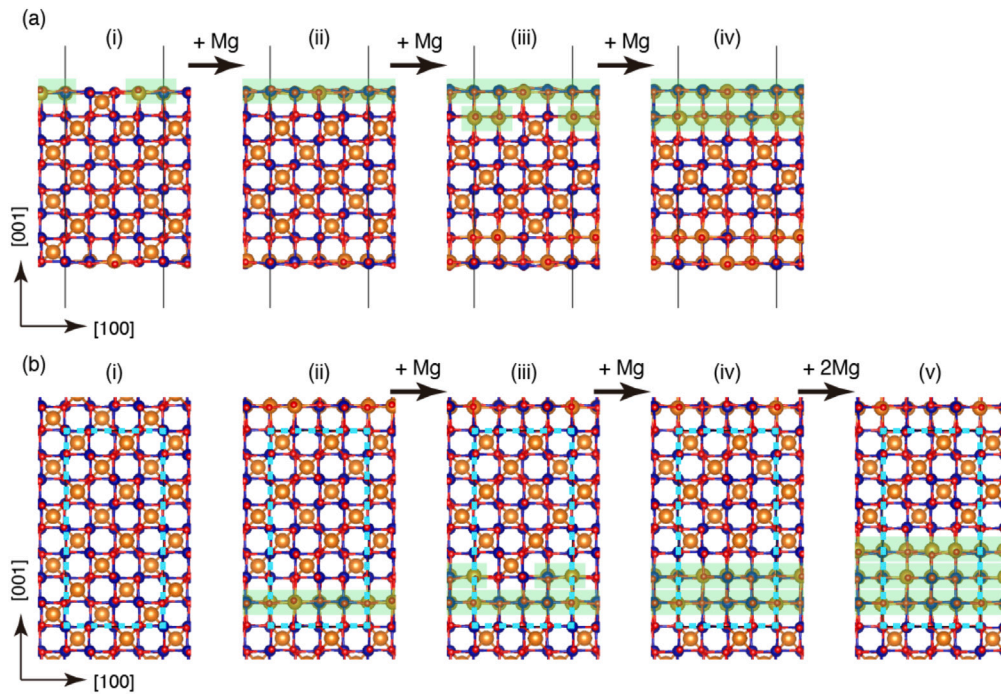 (a)
(i)
+ Mg
(ii)
+ Mg
(iii)
+ Mg
(iv)
[001]
[100]
(b)
(i)
(ii)
+ Mg
(iii)
+ Mg
(iv)
+ 2Mg
(v)
[001]
[100]